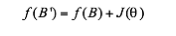 f(B') = f(B) + J(θ)